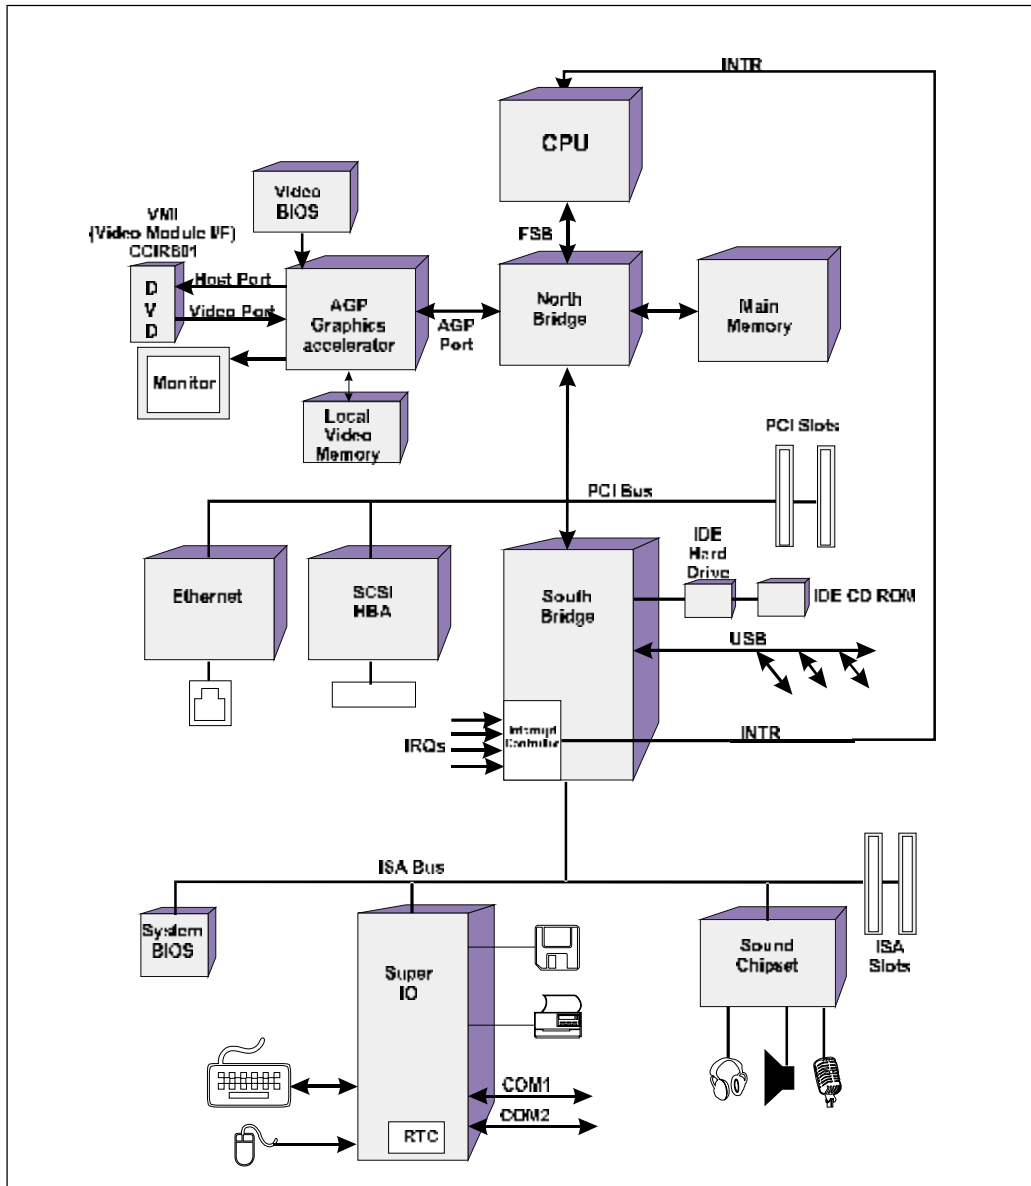 INTR
CPU
Video
BIOS
VMI
(Video Module I/F)
CCIR601
FSB
D
V
D
Host Port
Video Port
AGP
Graphics
accelerator
AGP
Port
North
Bridge
Main
Memory
Monitor
Local
Video
Memory
PCI Slots
PCI Bus
Ethernet
SCSI
HBA
South
Bridge
IDE
Hard
Drive
IDE CD ROM
USB
IRQs
Interrupt
Controller
INTR
ISA Bus
System
BIOS
Super
IO
Sound
Chipset
ISA
Slots
COM1
COM2
RTC